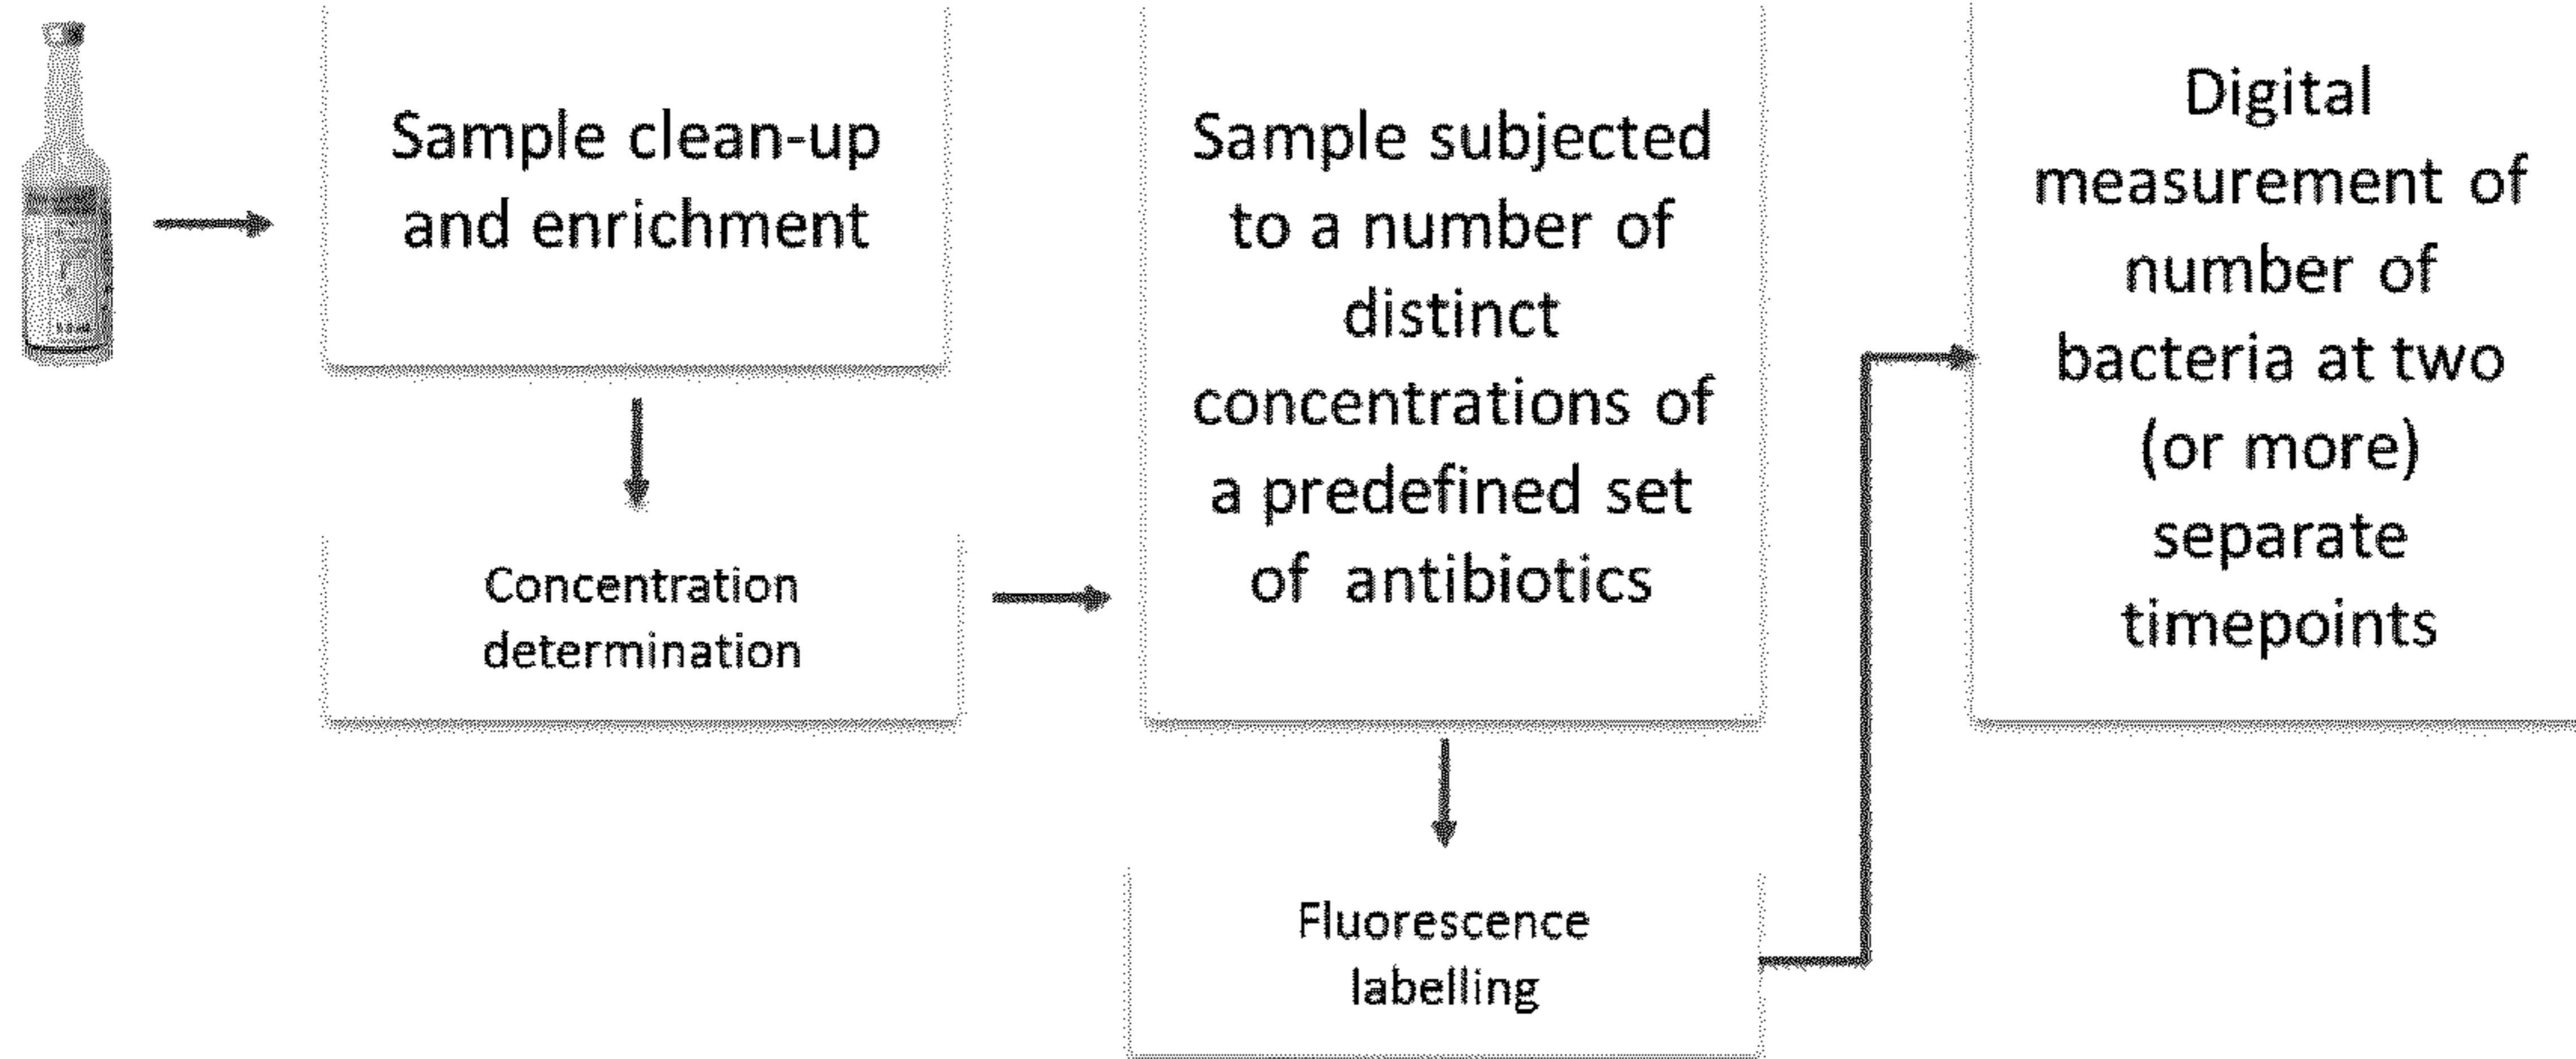 Sample clean-up
and enrichment
Concentration
determination
Sample subjected
to a number of
distinct
concentrations of
a predefined set
of antibiotics
Fluorescence
labelling
Digital
measurement of
number of
bacteria at two
(or more)
separate
timepoints